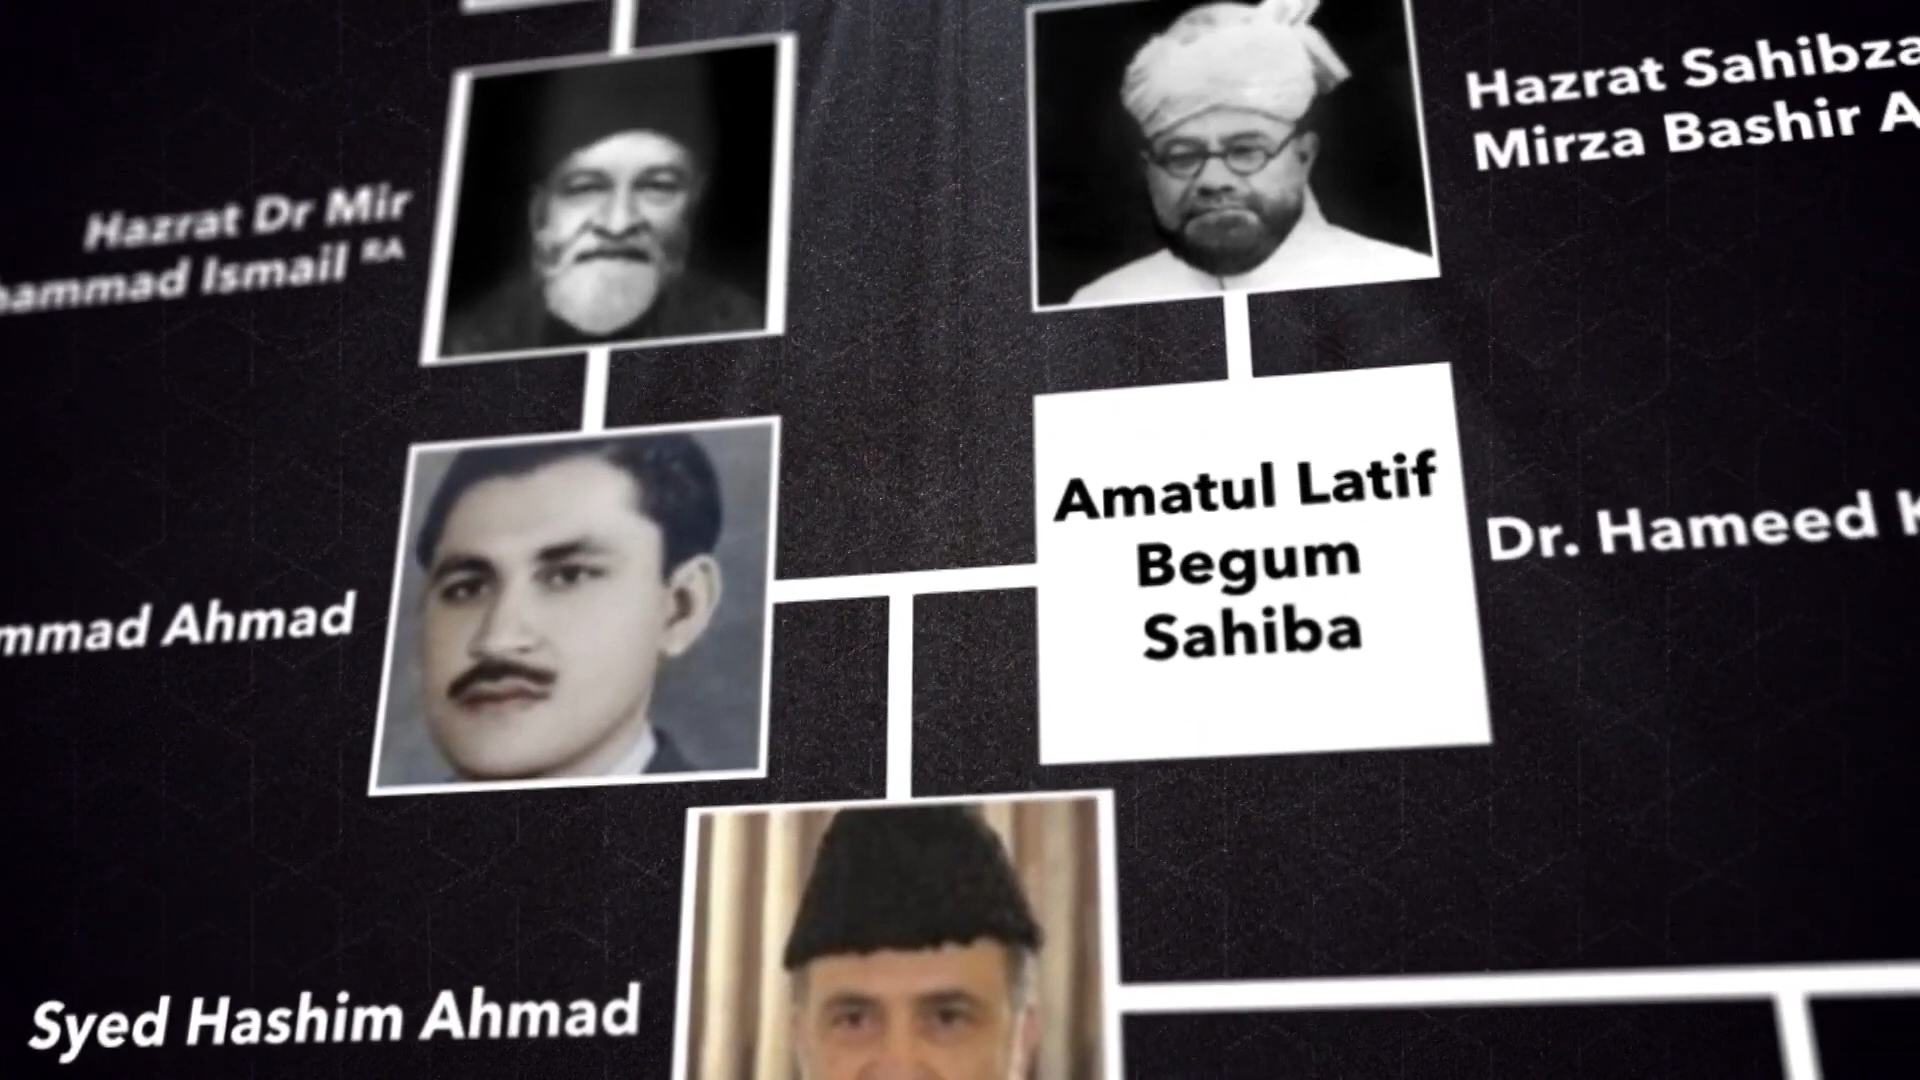 Hazrat Sahibza
Mirza Bashir A
Hazrat Dr Mir
hammad Ismail RA
Amatul Latif
Begum
Sahiba
Dr. Hameed K
mmad Ahmad
Syed Hashim Ahmad